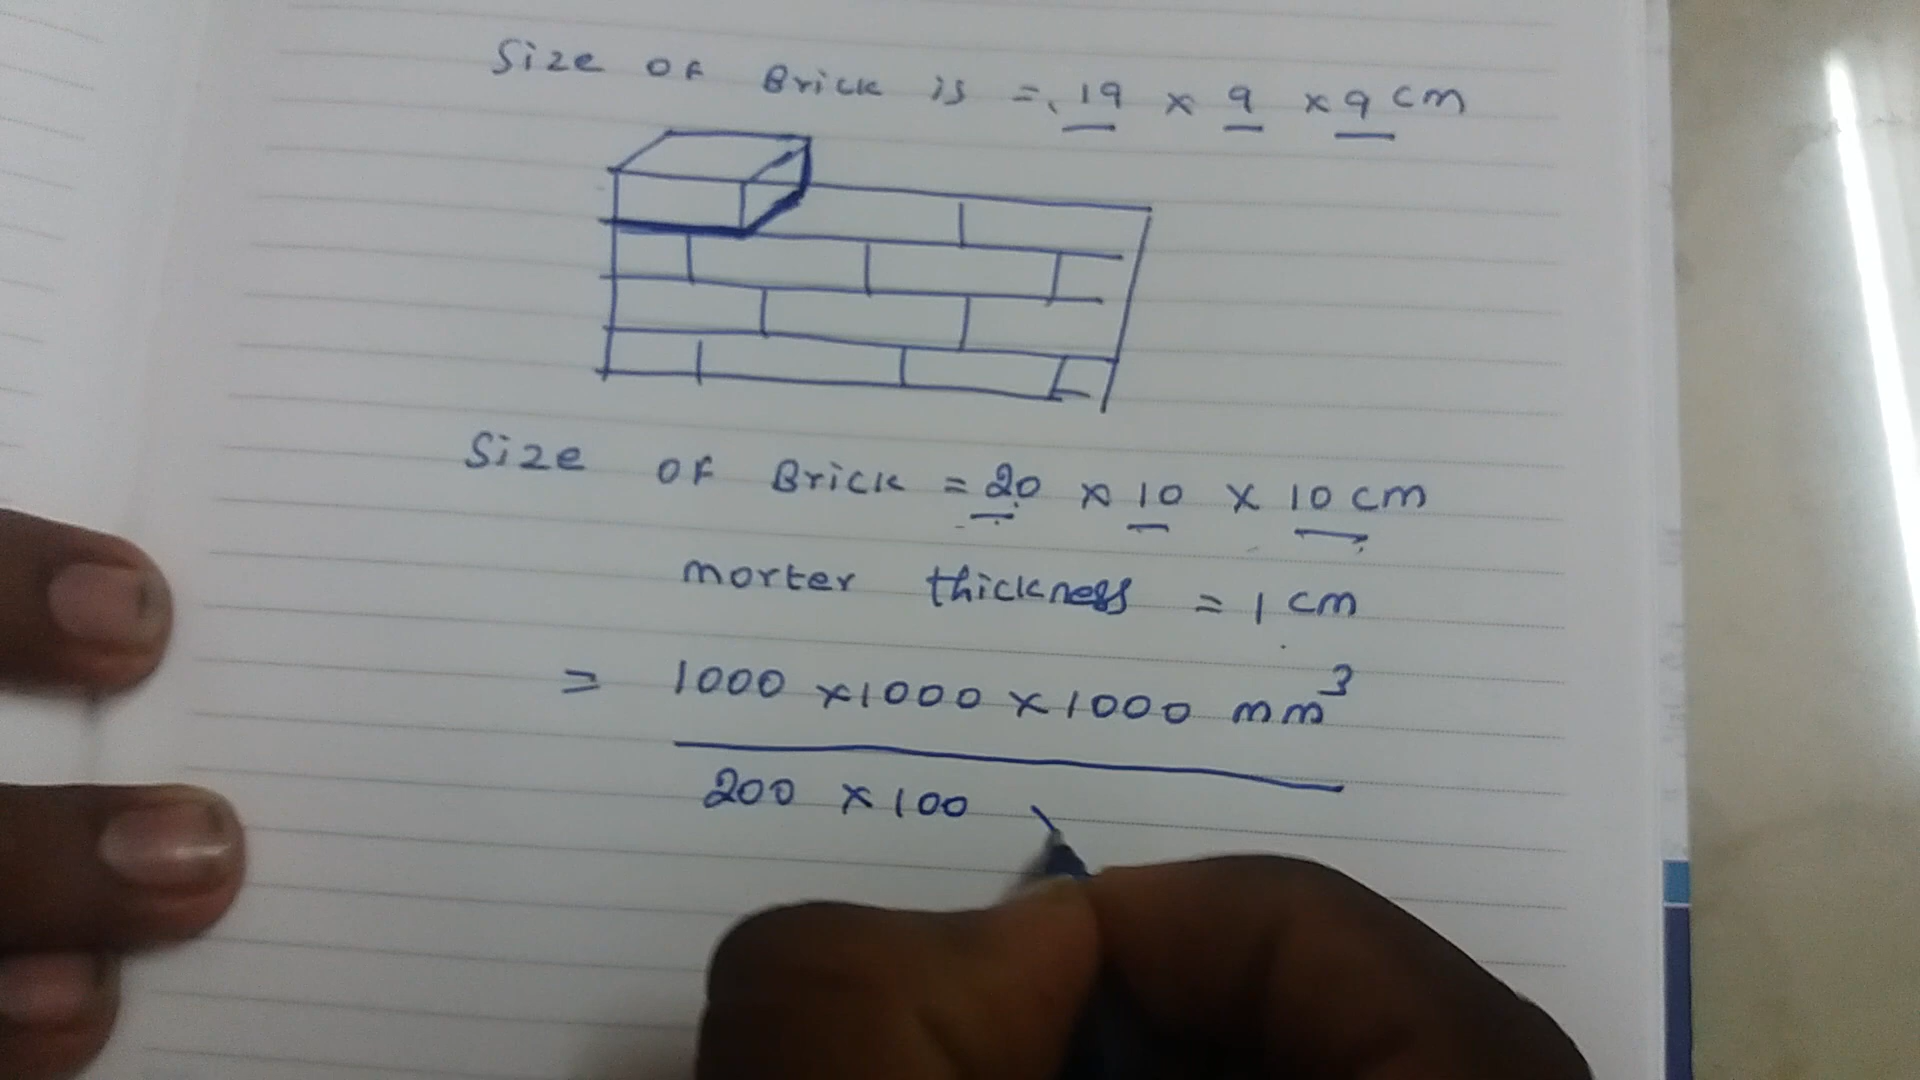 Size OF Brick is = 19 x 9 x 9 cm
Size OF Brick = 20 x 10 x 10 cm
morter thickness = 1 cm
= 1000 x 1000 x 1000 mm³
200 x 100